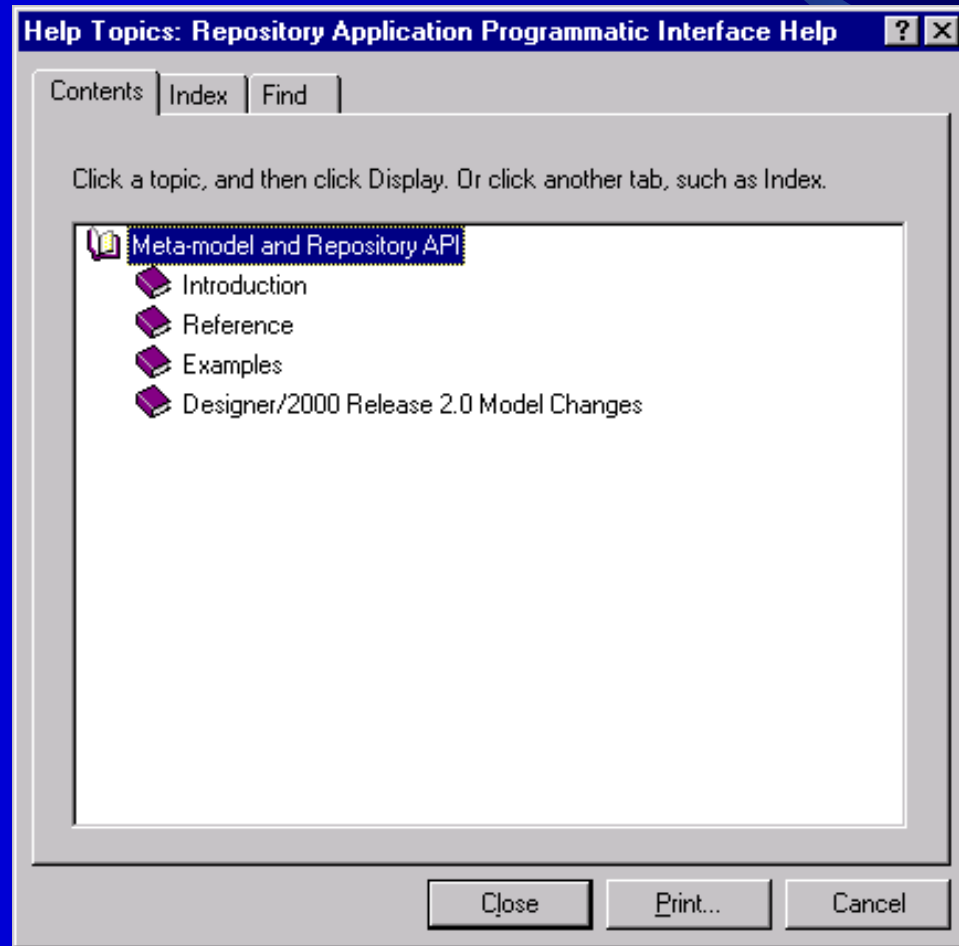 Help Topics: Repository Application Programmatic Interface Help ? X
Contents Index Find
Click a topic, and then click Display. Or click another tab, such as Index.
Meta-model and Repository API
Introduction
Reference
Examples
Designer/2000 Release 2.0 Model Changes
Close Print... Cancel